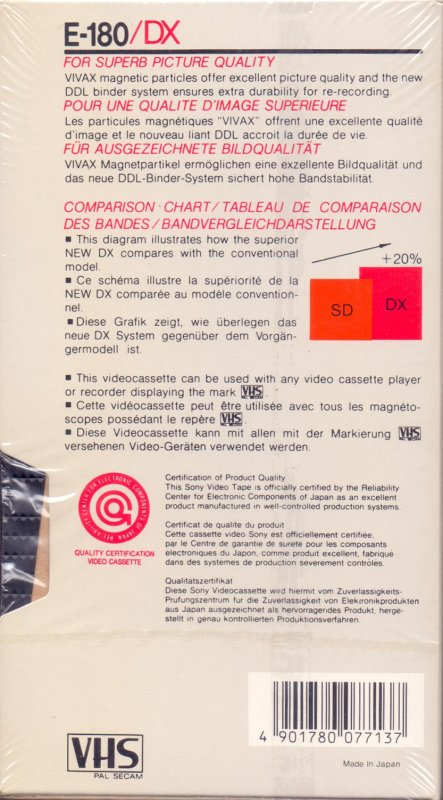 E-180/DX
FOR SUPERB PICTURE QUALITY
VIVAX magnetic particles offer excellent picture quality and the new
DDL binder system ensures extra durability for re-recording.
POUR UNE QUALITE D'IMAGE SUPERIEURE
Les particules magnétiques "VIVAX" offrent une excellente qualité
d'image et le nouveau liant DDL accroit la durée de vie.
FÜR AUSGEZEICHNETE BILDQUALITÄT
VIVAX Magnetpartikel ermöglichen eine exzellente Bildqualität und
das neue DDL-Binder-System sichert hohe Bandstabilität.
COMPARISON·CHART/TABLEAU DE COMPARAISON
DES BANDES/BANDVERGLEICHDARSTELLUNG
■ This diagram illustrates how the superior
NEW DX compares with the conventional
model.
■ Ce schéma illustre la supériorité de la
NEW DX comparée au modèle convention-
nel.
■ Diese Grafik zeigt, wie überlegen das
neue DX System gegenüber dem Vorgän-
germodell ist.
+20%
SD
DX
■ This videocassette can be used with any video cassette player
or recorder displaying the mark VHS.
■ Cette vidéocassette peut être utilisée avec tous les magnéto-
scopes possédant le repère VHS
■ Diese Videocassette kann mit allen mit der Markierung VHS
versehenen Video-Geräten verwendet werden.
RELIABILITY CENTER FOR ELECTRONIC COMPONENTS OF JAPAN
QUALITY CERTIFICATION
VIDEO CASSETTE
Certification of Product Quality
This Sony Video Tape is officially certified by the Reliability
Center for Electronic Components of Japan as an excellent
product manufactured in well-controlled production systems.
Certificat de qualite du produit
Cette cassette video Sony est officiellement certifiée,
par le Centre de garantie de surete pour les composants
electroniques du Japon, comme produit excellent, fabriqué
dans des systemes de production severement contrôles.
Qualitätszertifikat
Diese Sony Videocassette wird hiermit vom Zuverlassigkeits-
Prufungszentrum fur die Zuverlassigkeit von Elekronikprodukten
aus Japan ausgezeichnet als hervorragendes Produkt, herge-
stellt in genau kontrollierten Produktionsverfahren.
4 901780 077137
VHS
PAL SECAM
Made In Japan